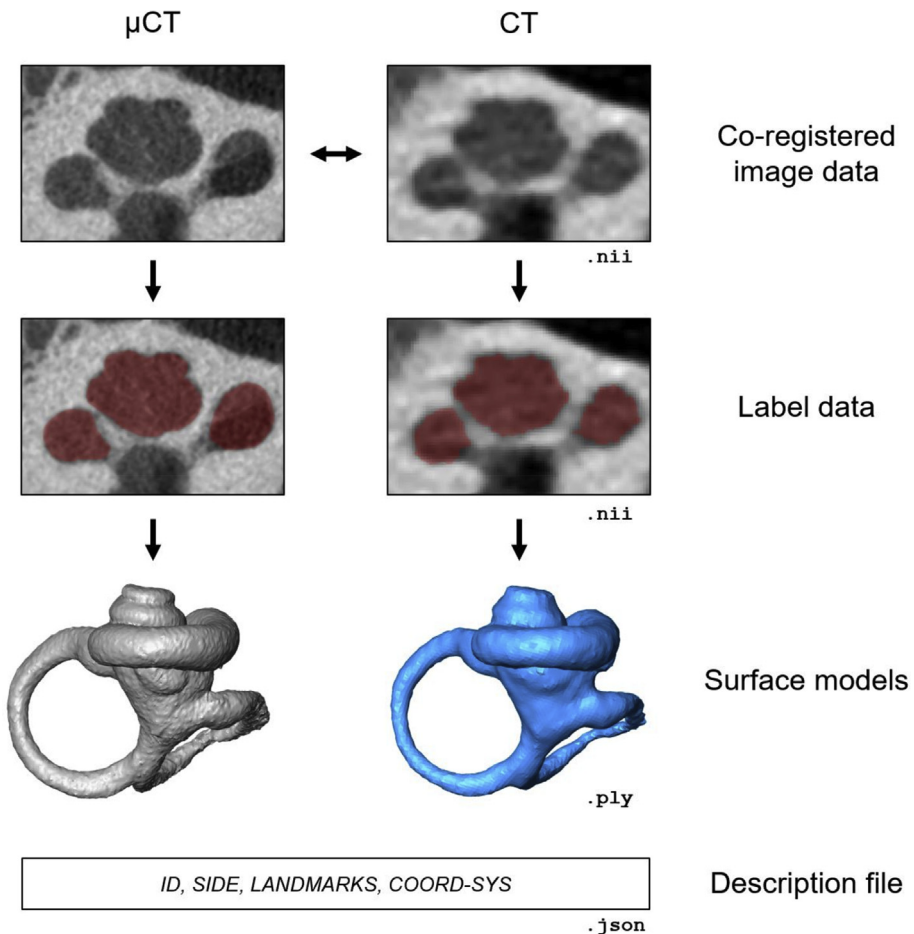 µCT
CT
Co-registered
image data
.nii
Label data
.nii
Surface models
.ply
ID, SIDE, LANDMARKS, COORD-SYS
Description file
.json